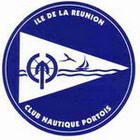 ILE DE LA REUNION
CLUB NAUTIQUE PORTOIS